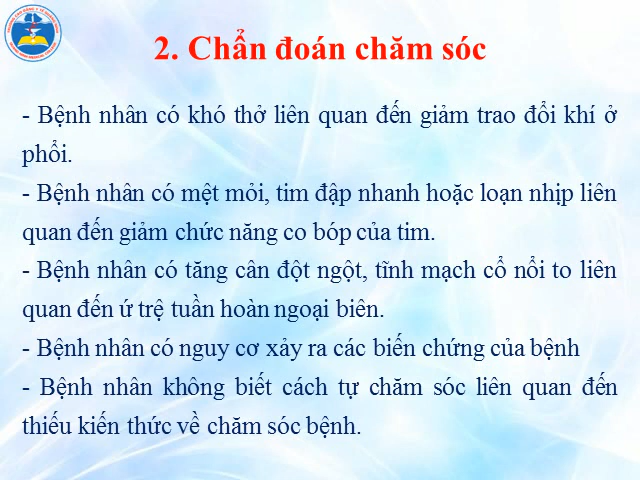 2. Chẩn đoán chăm sóc
- Bệnh nhân có khó thở liên quan đến giảm trao đổi khí ở
phổi.
- Bệnh nhân có mệt mỏi, tim đập nhanh hoặc loạn nhịp liên
quan đến giảm chức năng co bóp của tim.
- Bệnh nhân có tăng cân đột ngột, tĩnh mạch cổ nổi to liên
quan đến ứ trệ tuần hoàn ngoại biên.
- Bệnh nhân có nguy cơ xảy ra các biến chứng của bệnh
- Bệnh nhân không biết cách tự chăm sóc liên quan đến
thiếu kiến thức về chăm sóc bệnh.